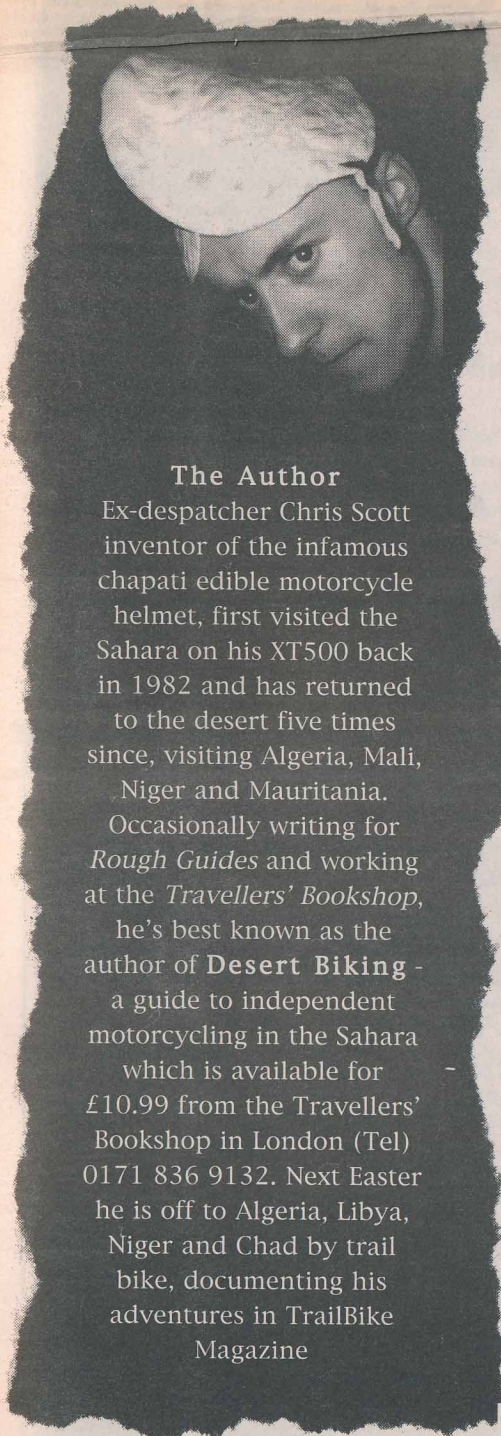 The Author
Ex-despatcher Chris Scott
inventor of the infamous
chapati edible motorcycle
helmet, first visited the
Sahara on his XT500 back
in 1982 and has returned
to the desert five times
since, visiting Algeria, Mali,
Niger and Mauritania.
Occasionally writing for
Rough Guides and working
at the Travellers' Bookshop,
he's best known as the
author of Desert Biking -
a guide to independent
motorcycling in the Sahara
which is available for
£10.99 from the Travellers'
Bookshop in London (Tel)
0171 836 9132. Next Easter
he is off to Algeria, Libya,
Niger and Chad by trail
bike, documenting his
adventures in TrailBike
Magazine